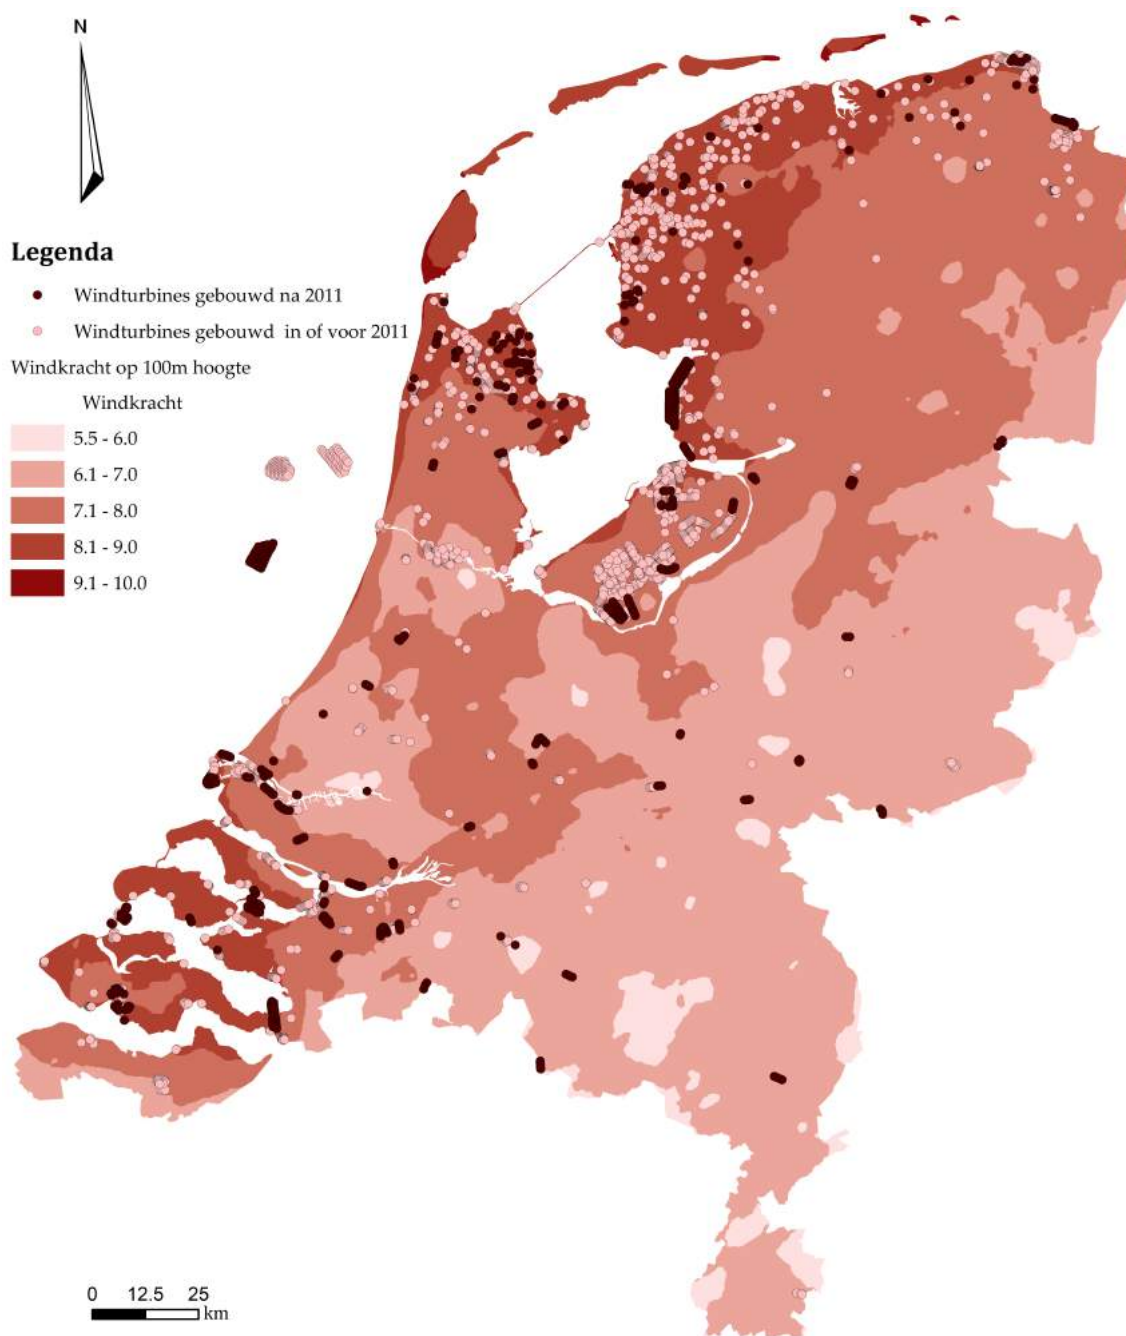 N
Legenda
Windturbines gebouwd na 2011
Windturbines gebouwd in of voor 2011
Windkracht op 100m hoogte
Windkracht
5.5 - 6.0
6.1 - 7.0
7.1 - 8.0
8.1 - 9.0
9.1 - 10.0
0 12.5 25
km